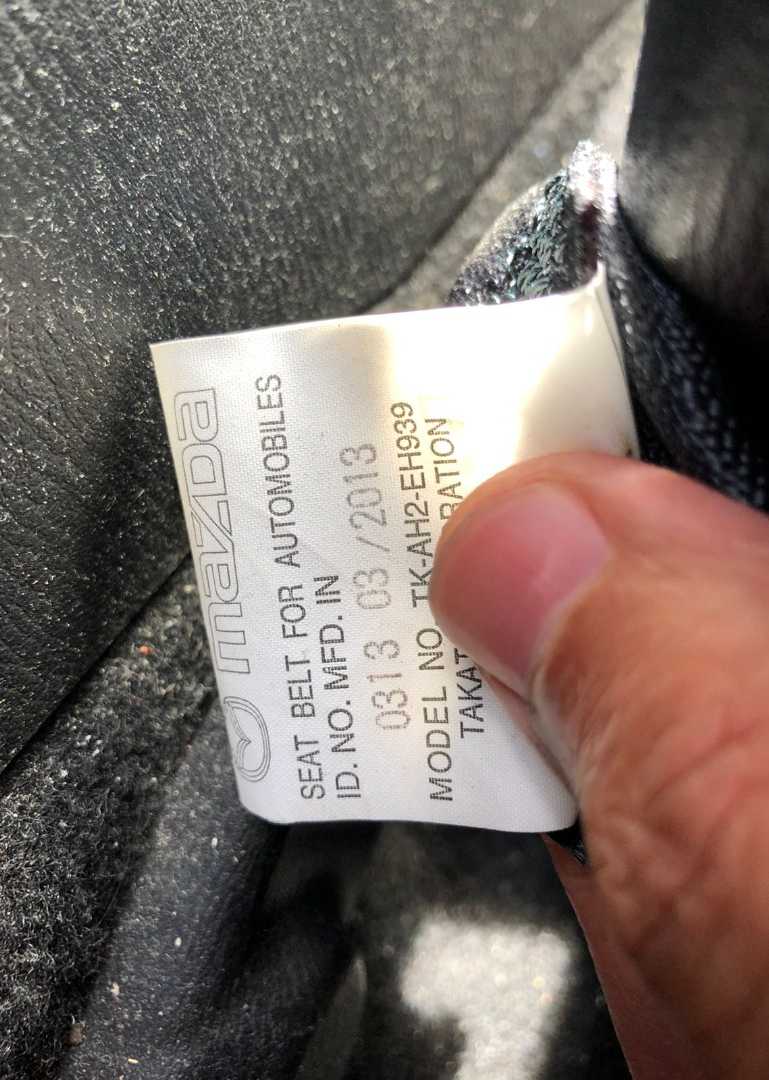 mazda
SEAT BELT FOR AUTOMOBILES
ID. NO. MFD. IN
0313 03 / 2013
MODEL NO. TK-AH2-EH939